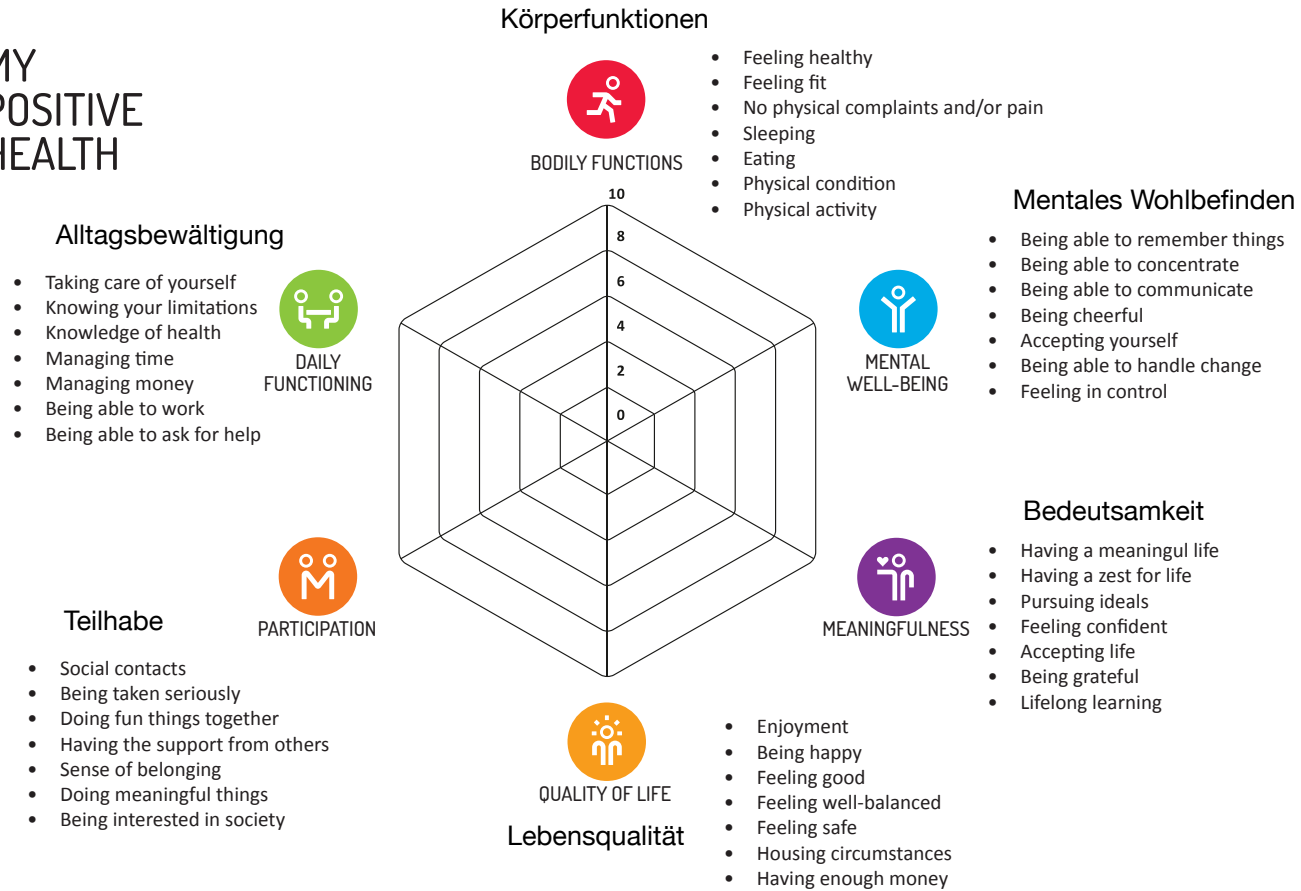 MY
POSITIVE
HEALTH
Körperfunktionen
BODILY FUNCTIONS
• Feeling healthy
• Feeling fit
• No physical complaints and/or pain
• Sleeping
• Eating
• Physical condition
• Physical activity
Mentales Wohlbefinden
MENTAL
WELL-BEING
• Being able to remember things
• Being able to concentrate
• Being able to communicate
• Being cheerful
• Accepting yourself
• Being able to handle change
• Feeling in control
Bedeutsamkeit
MEANINGFULNESS
• Having a meaningul life
• Having a zest for life
• Pursuing ideals
• Feeling confident
• Accepting life
• Being grateful
• Lifelong learning
QUALITY OF LIFE
Lebensqualität
• Enjoyment
• Being happy
• Feeling good
• Feeling well-balanced
• Feeling safe
• Housing circumstances
• Having enough money
Teilhabe
PARTICIPATION
• Social contacts
• Being taken seriously
• Doing fun things together
• Having the support from others
• Sense of belonging
• Doing meaningful things
• Being interested in society
Alltagsbewältigung
DAILY
FUNCTIONING
• Taking care of yourself
• Knowing your limitations
• Knowledge of health
• Managing time
• Managing money
• Being able to work
• Being able to ask for help
10
8
6
4
2
0